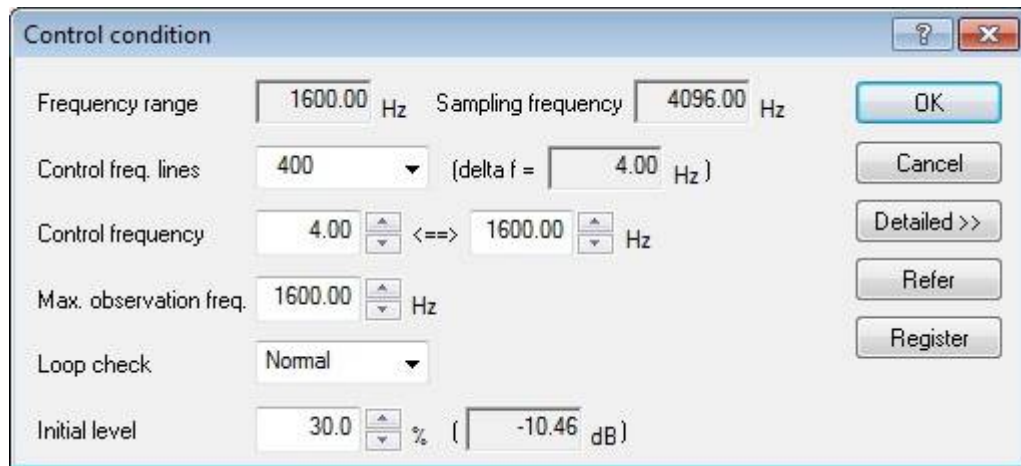 Control condition
Frequency range 1600.00 Hz Sampling frequency 4096.00 Hz OK
Control freq. lines 400 (delta f = 4.00 Hz ) Cancel
Control frequency 4.00 <==> 1600.00 Hz Detailed >>
Max. observation freq. 1600.00 Hz Refer
Loop check Normal Register
Initial level 30.0 % ( -10.46 dB )